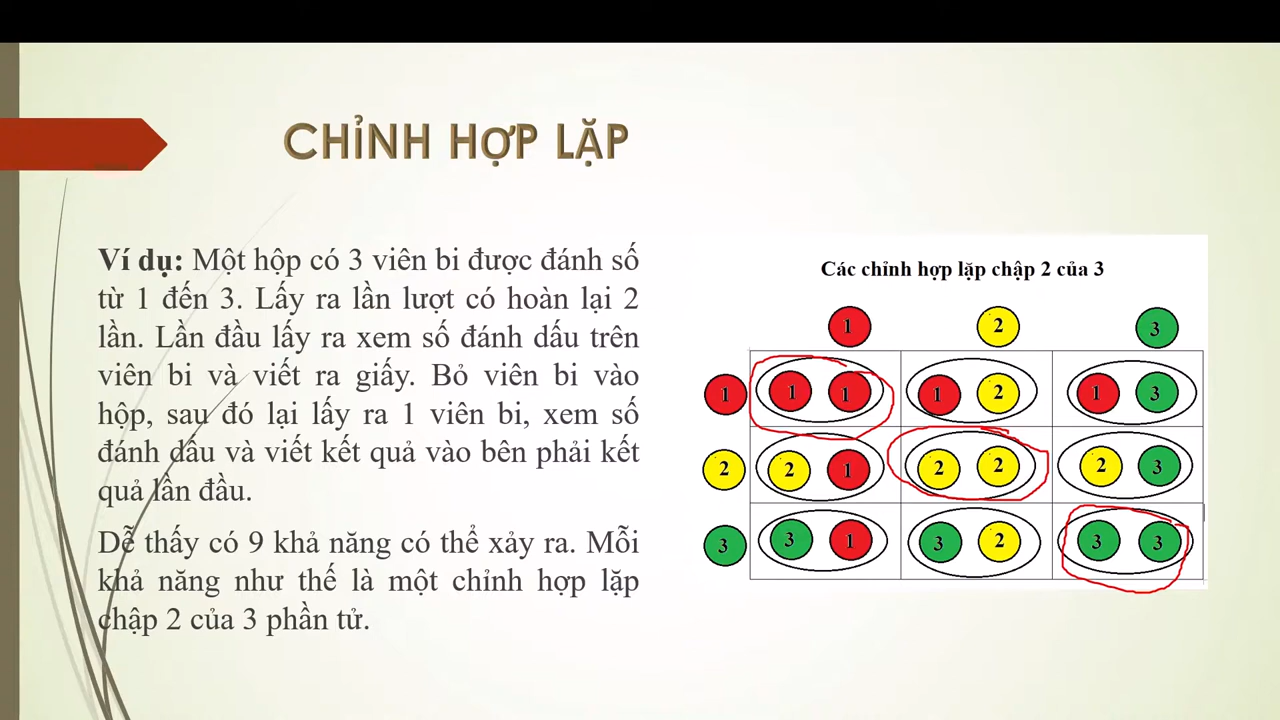 CHỈNH HỢP LẶP
Ví dụ: Một hộp có 3 viên bi được đánh số
từ 1 đến 3. Lấy ra lần lượt có hoàn lại 2
lần. Lần đầu lấy ra xem số đánh dấu trên
viên bi và viết ra giấy. Bỏ viên bi vào
hộp, sau đó lại lấy ra 1 viên bi, xem số
đánh dấu và viết kết quả vào bên phải kết
quả lần đầu.
Dễ thấy có 9 khả năng có thể xảy ra. Mỗi
khả năng như thế là một chỉnh hợp lặp
chập 2 của 3 phần tử.
Các chỉnh hợp lặp chập 2 của 3
1 2 3
1 1 1 1 2 1 3
2 2 1 2 2 2 3
3 3 1 3 2 3 3